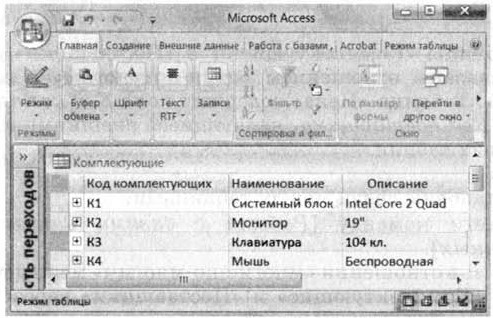 Microsoft Access
Главная Создание Внешние данные Работа с базами, Acrobat Режим таблицы
Режим Буфер обмена Шрифт Текст RTF Записи Фильтр По размеру формы Перейти в другое окно
Режимы Сортировка и фил... Окно
Комплектующие
Код комплектующих Наименование Описание
К1 Системный блок Intel Core 2 Quad
К2 Монитор 19"
К3 Клавиатура 104 кл.
К4 Мышь Беспроводная
сть переходов
Режим таблицы